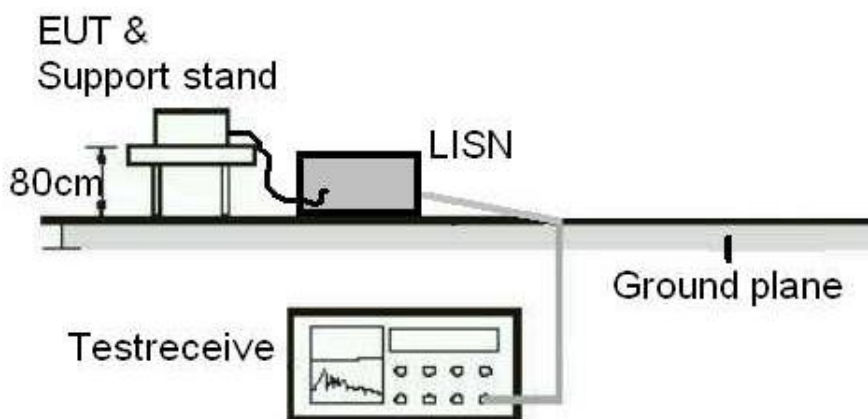 EUT &
Support stand
LISN
80cm
Ground plane
Testreceive